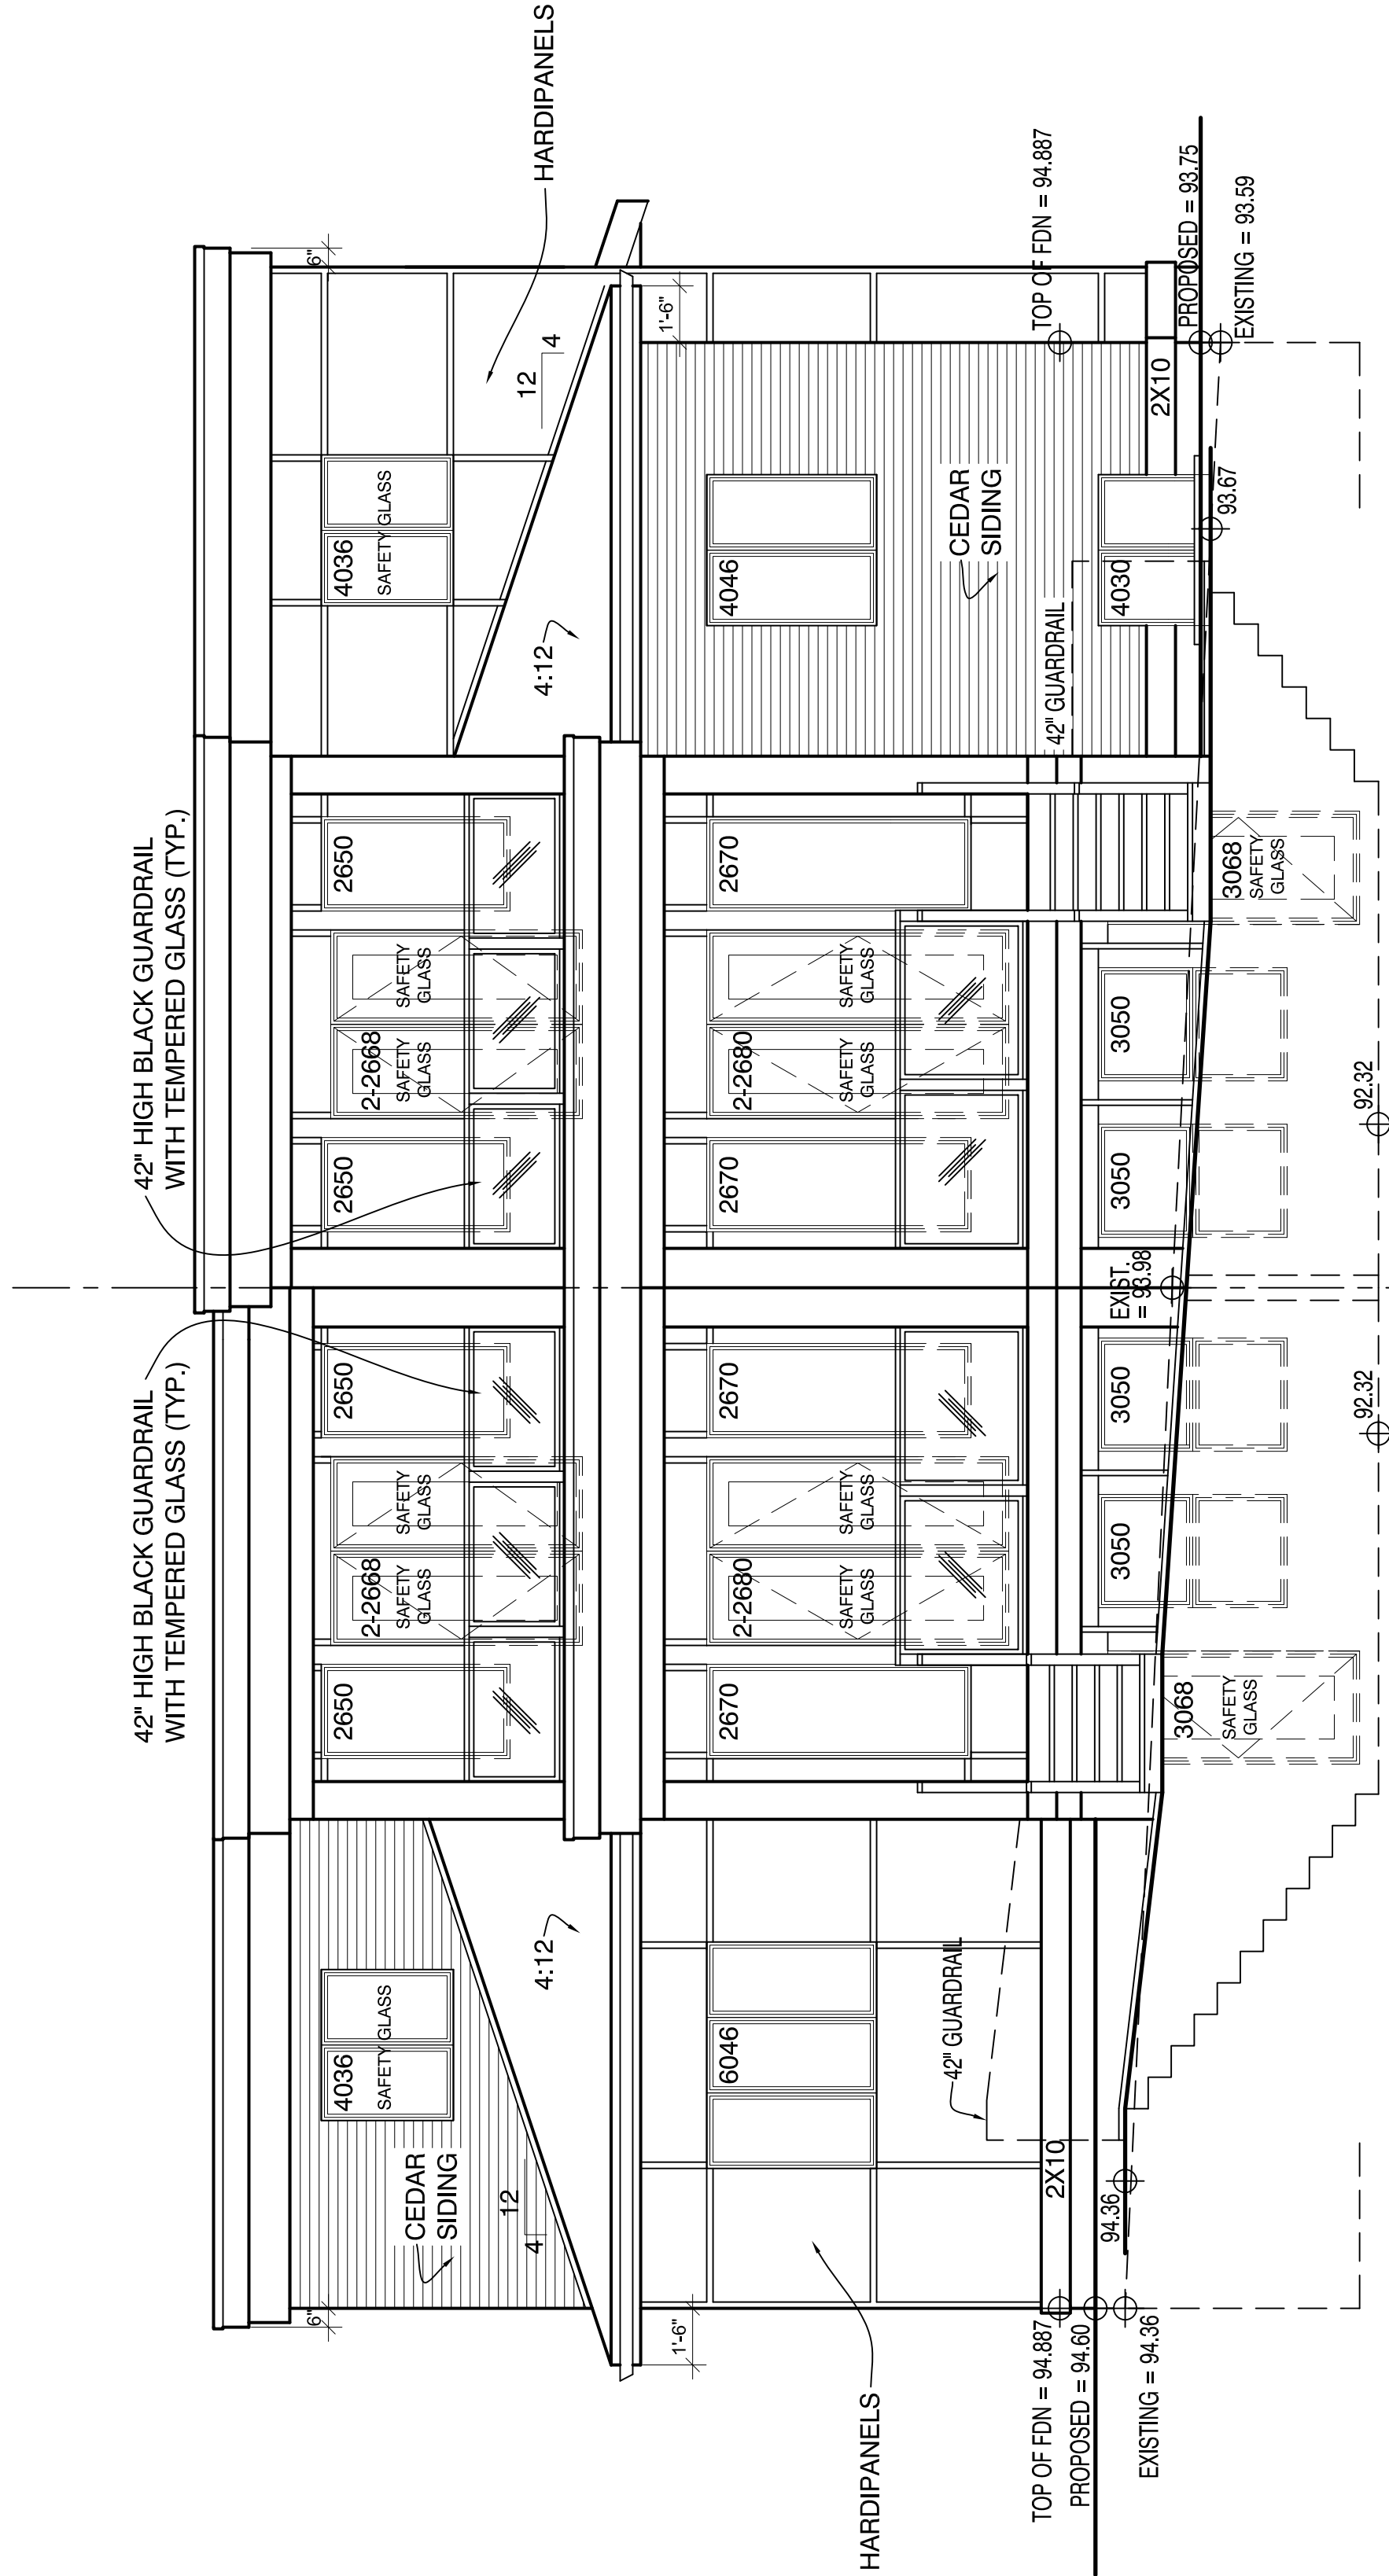 42" HIGH BLACK GUARDRAIL
WITH TEMPERED GLASS (TYP.)
42" HIGH BLACK GUARDRAIL
WITH TEMPERED GLASS (TYP.)
6"
6"
4036
SAFETY GLASS
2650
2-2668
SAFETY
GLASS
SAFETY
GLASS
2650
2650
2-2668
SAFETY
GLASS
SAFETY
GLASS
2650
4036
SAFETY GLASS
CEDAR
SIDING
12
4
4:12
4:12
12
4
HARDIPANELS
1'-6"
1'-6"
6046
2670
2-2680
SAFETY
GLASS
SAFETY
GLASS
2670
2670
2-2680
SAFETY
GLASS
SAFETY
GLASS
2670
4046
HARDIPANELS
42" GUARDRAIL
CEDAR
SIDING
TOP OF FDN = 94.887
2X10
42" GUARDRAIL
TOP OF FDN = 94.887
PROPOSED = 94.60
94.36
EXISTING = 94.36
3068
SAFETY
GLASS
3050
3050
EXIST.
= 93.98
3050
3050
3068
SAFETY
GLASS
4030
2X10
PROPOSED = 93.75
93.67
EXISTING = 93.59
92.32
92.32